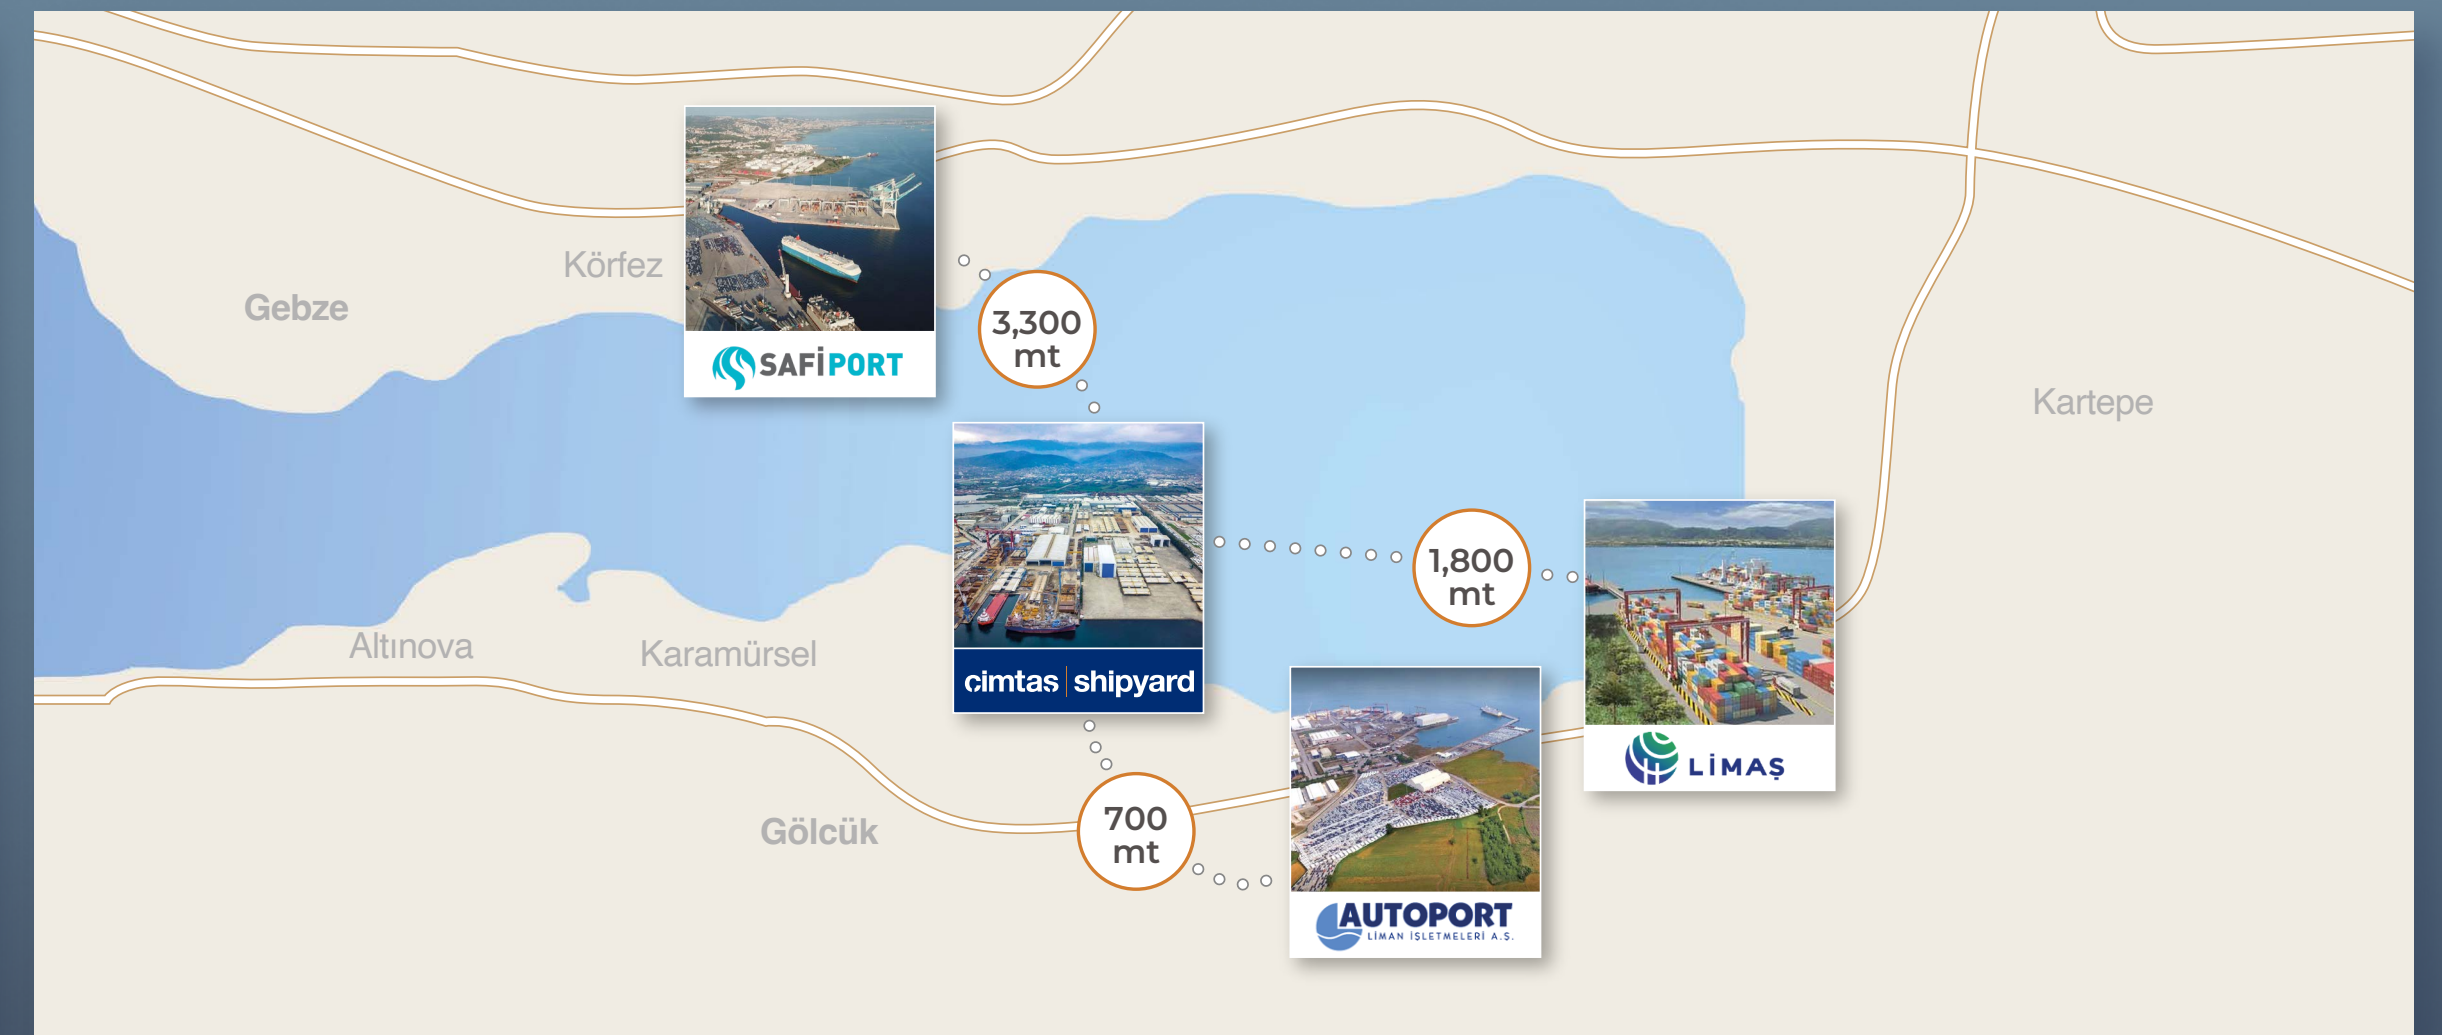 Körfez
Gebze
SAFİPORT
3,300
mt
Kartepe
1,800
mt
Altınova
Karamürsel
cimtas | shipyard
LİMAŞ
Gölcük
700
mt
AUTOPORT
LİMAN İŞLETMELERİ A.Ş.